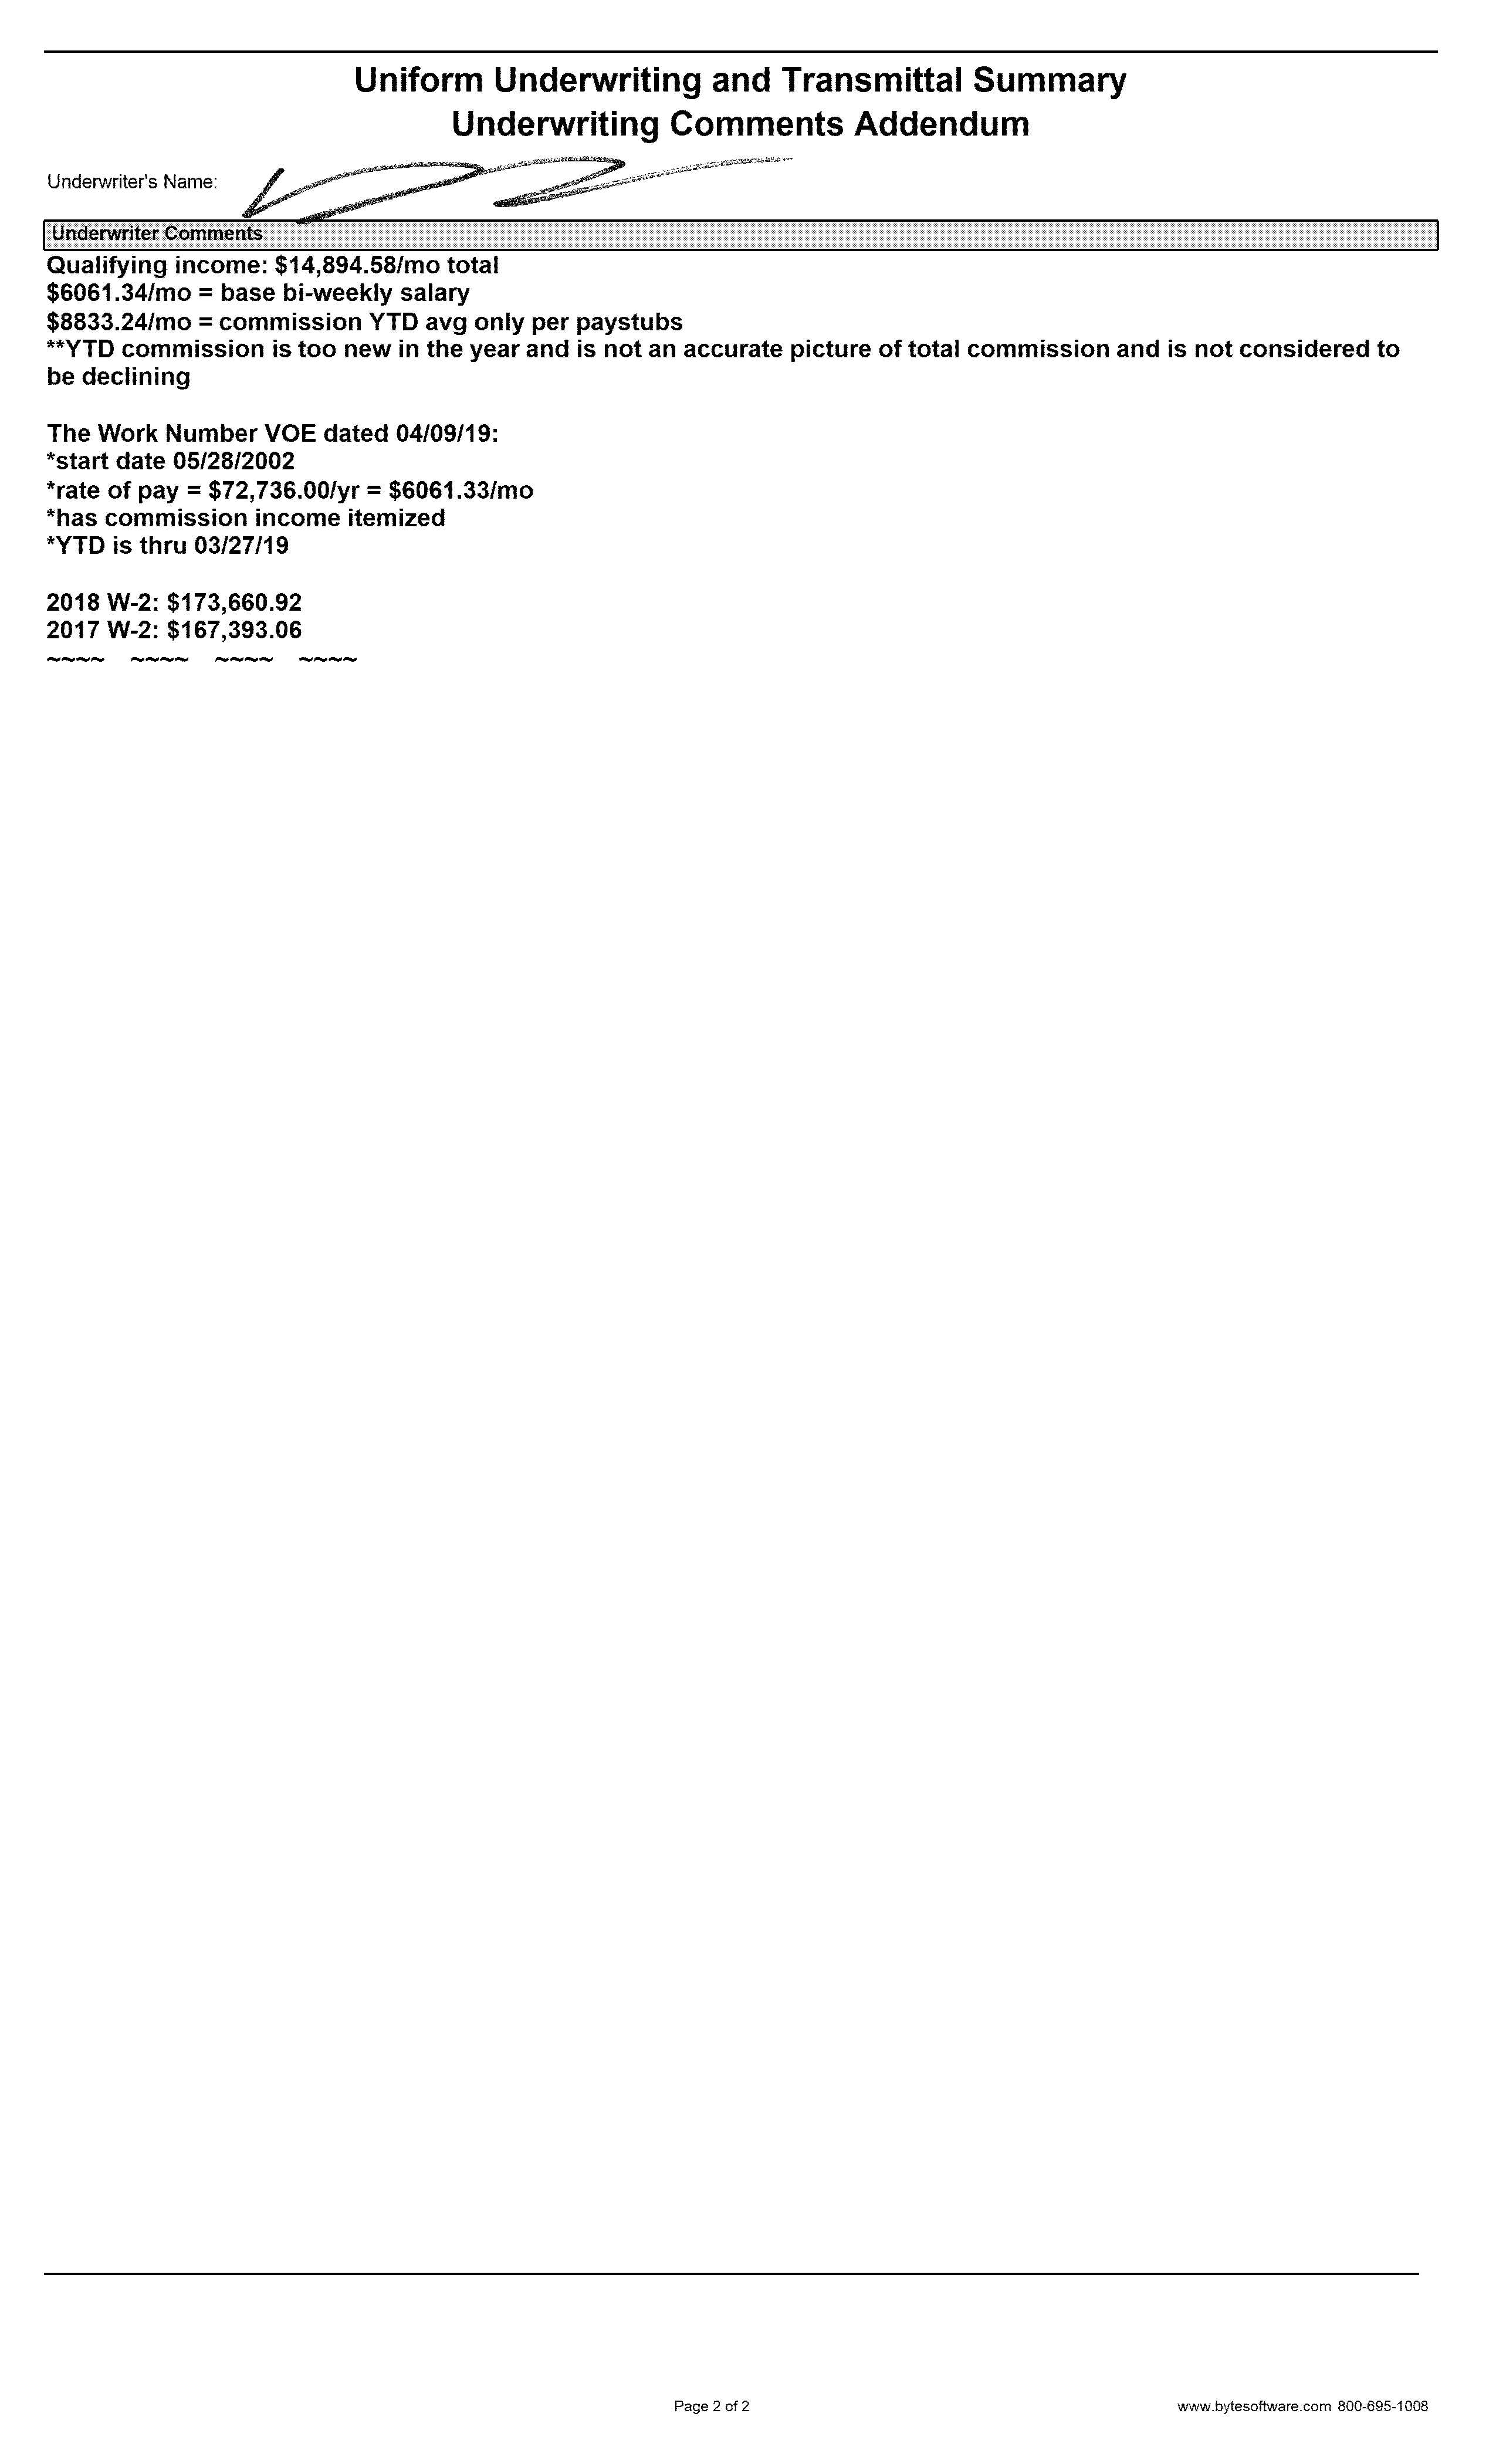 Uniform Underwriting and Transmittal Summary
Underwriting Comments Addendum
Underwriter's Name:
Underwriter Comments
Qualifying income: $14,894.58/mo total
$6061.34/mo = base bi-weekly salary
$8833.24/mo = commission YTD avg only per paystubs
**YTD commission is too new in the year and is not an accurate picture of total commission and is not considered to
be declining
The Work Number VOE dated 04/09/19:
*start date 05/28/2002
*rate of pay = $72,736.00/yr = $6061.33/mo
*has commission income itemized
*YTD is thru 03/27/19
2018 W-2: $173,660.92
2017 W-2: $167,393.06
~~~~ ~~~~ ~~~~ ~~~~
Page 2 of 2
www.bytesoftware.com 800-695-1008